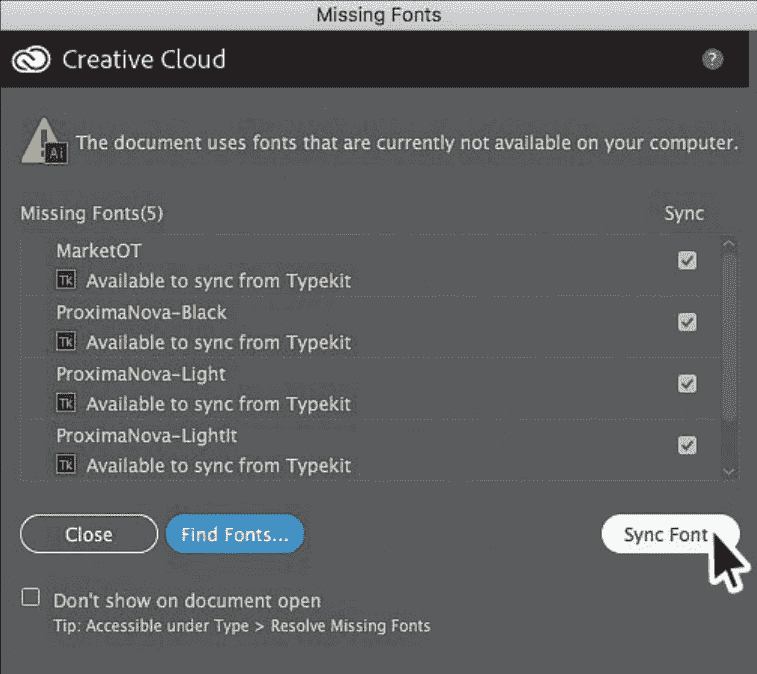 Missing Fonts
Creative Cloud
?
Ai
The document uses fonts that are currently not available on your computer.
Missing Fonts(5)
Sync
MarketOT
Tk Available to sync from Typekit
ProximaNova-Black
Tk Available to sync from Typekit
ProximaNova-Light
Tk Available to sync from Typekit
ProximaNova-LightIt
Tk Available to sync from Typekit
Close
Find Fonts...
Sync Font
Don't show on document open
Tip: Accessible under Type > Resolve Missing Fonts